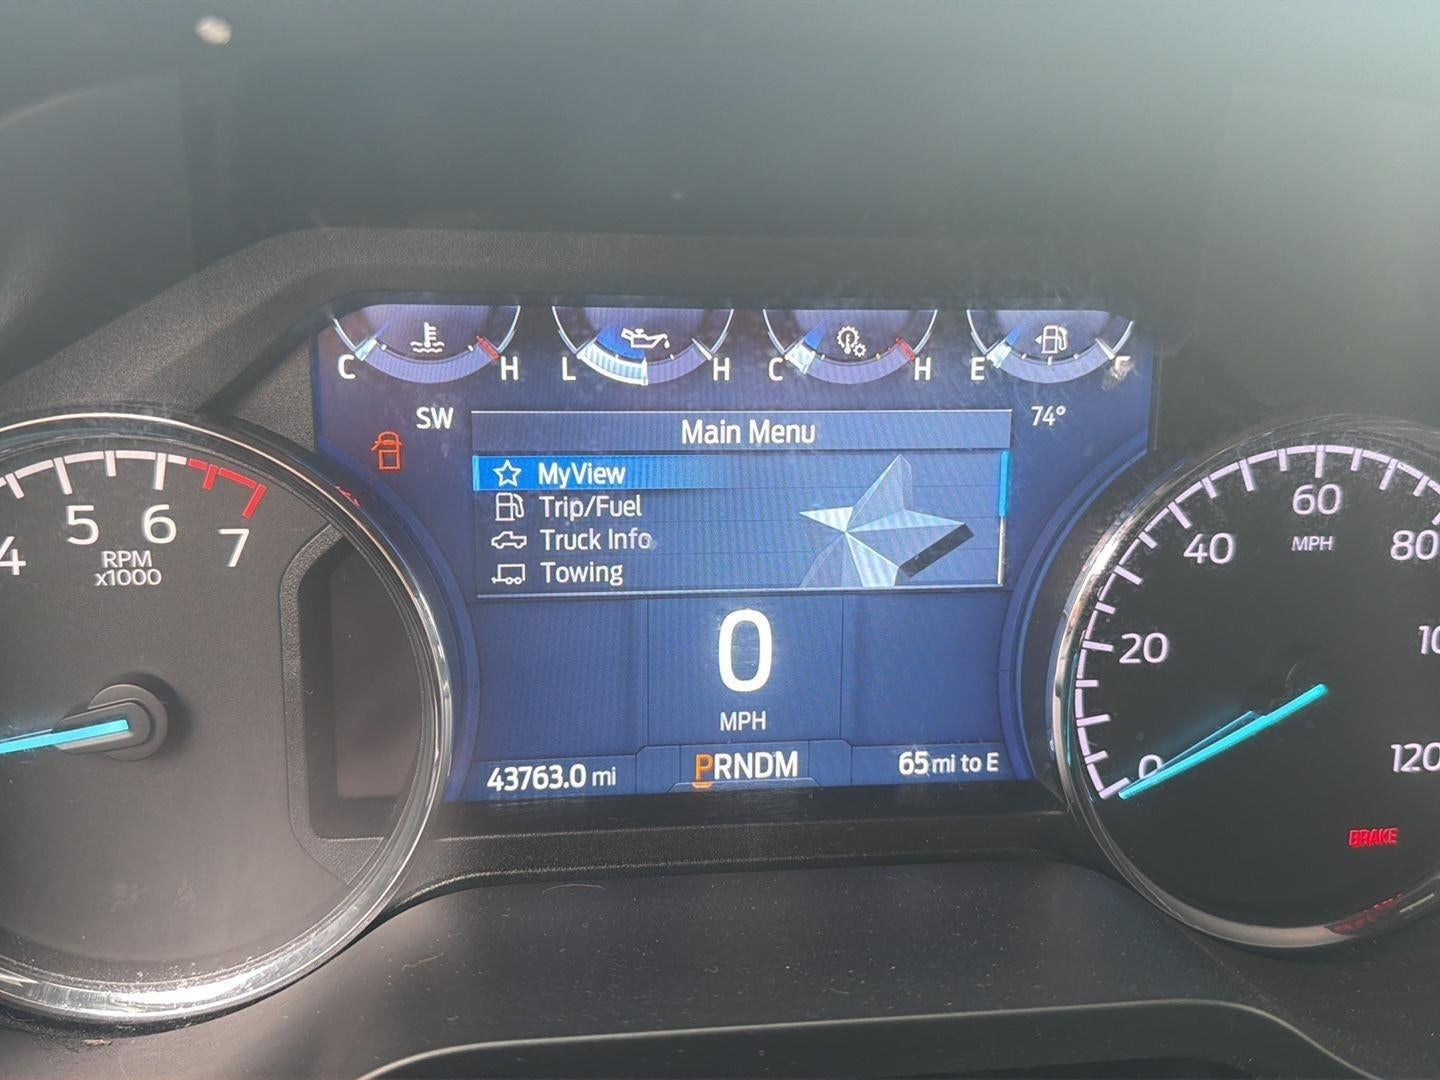 C H
L H
C H
E F
SW
74°
Main Menu
MyView
Trip/Fuel
Truck Info
Towing
0
MPH
43763.0 mi
PRNDM
65 mi to E
4 5 6 7
RPM
x1000
0 20 40 60 80
120
MPH
BRAKE